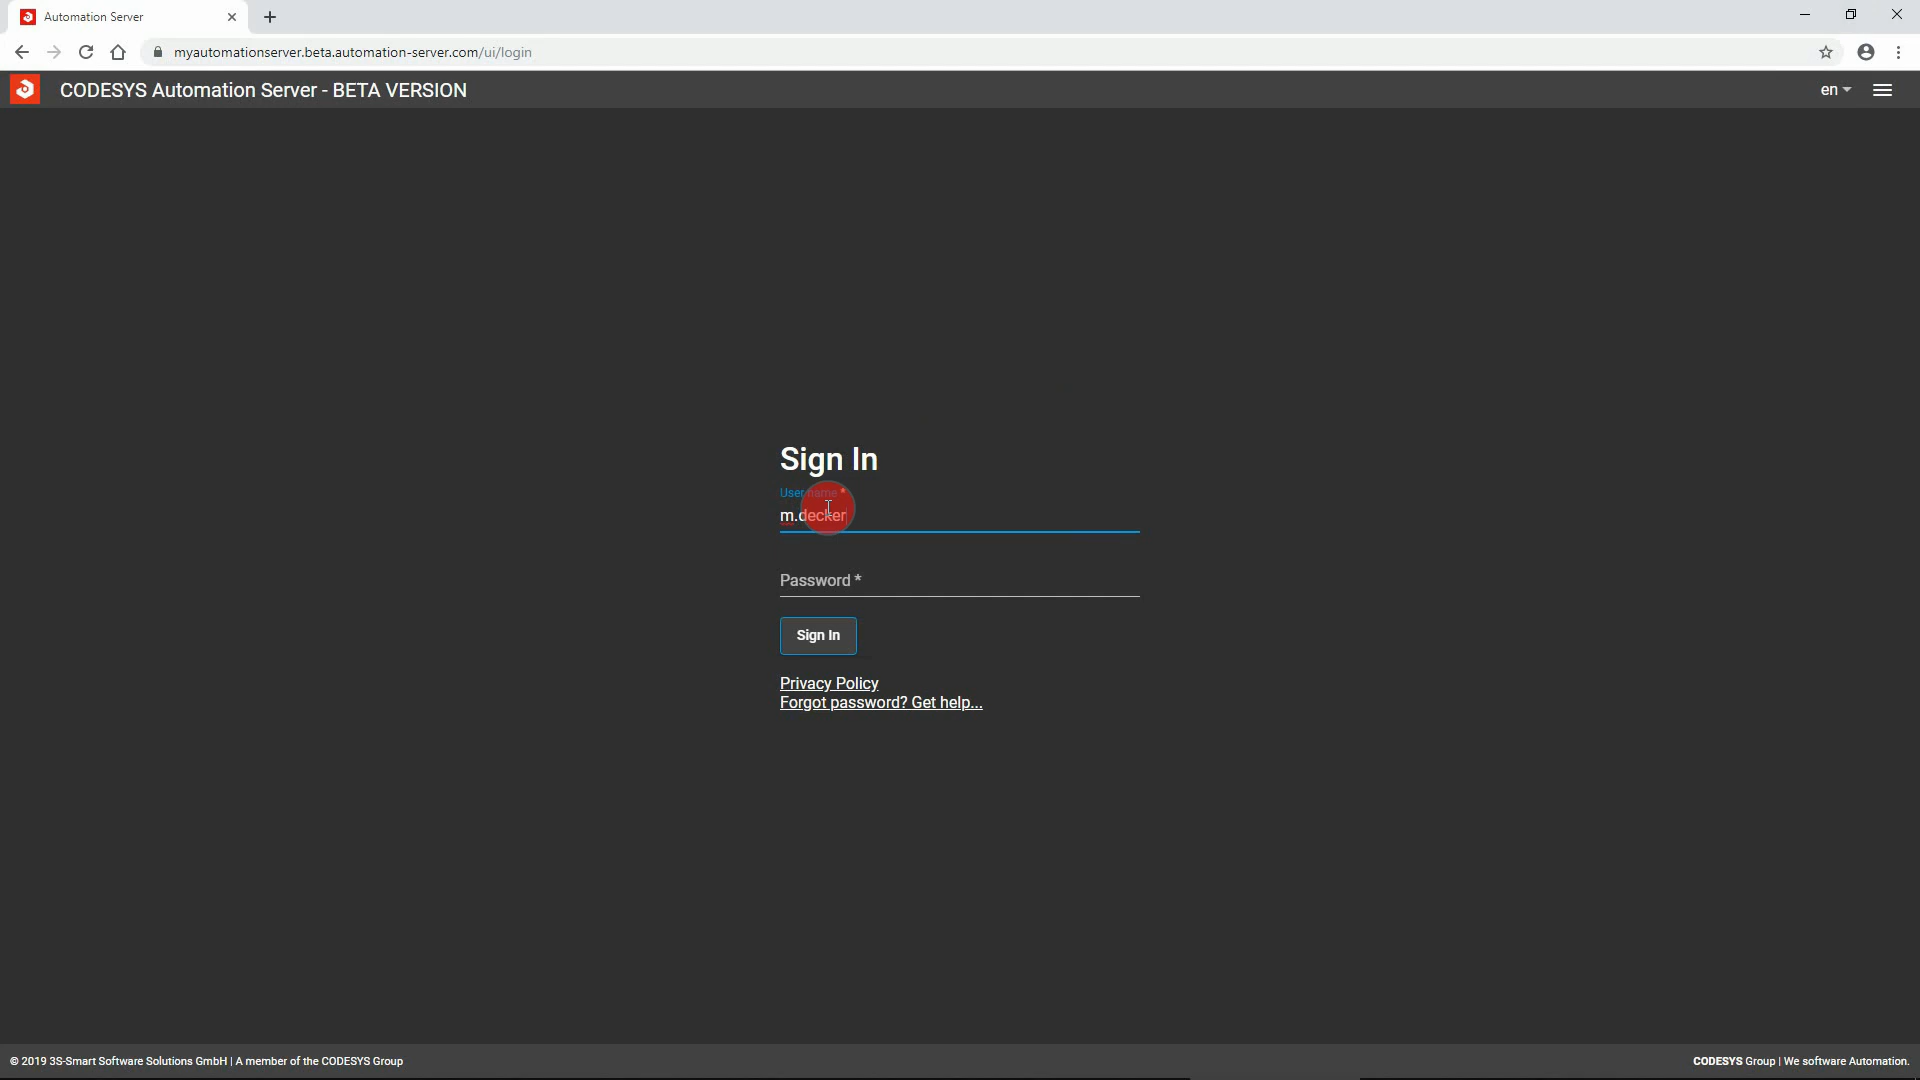 Automation Server
myautomationserver.beta.automation-server.com/ui/login
CODESYS Automation Server - BETA VERSION
en
Sign In
User name *
m.decker
Password *
Sign In
Privacy Policy
Forgot password? Get help...
© 2019 3S-Smart Software Solutions GmbH | A member of the CODESYS Group
CODESYS Group | We software Automation.